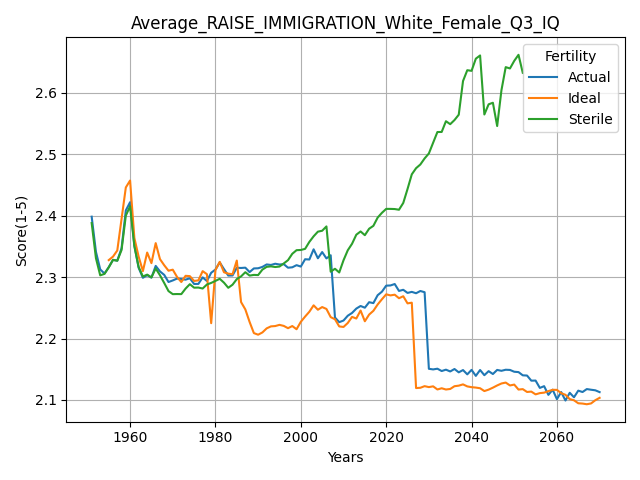 Average_RAISE_IMMIGRATION_White_Female_Q3_IQ
Fertility
Actual
Ideal
Sterile
Score(1-5)
2.6
2.5
2.4
2.3
2.2
2.1
1960
1980
2000
2020
2040
2060
Years